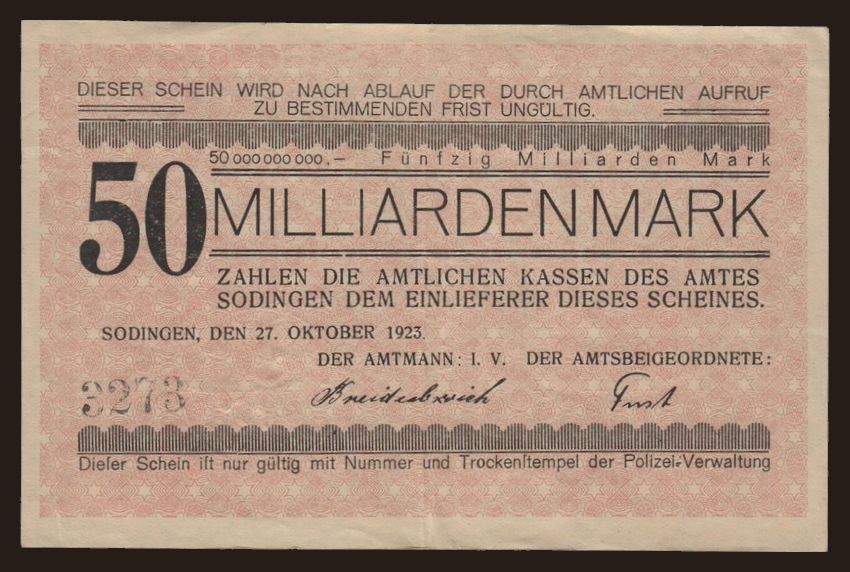 DIESER SCHEIN WIRD NACH ABLAUF DER DURCH AMTLICHEN AUFRUF
ZU BESTIMMENDEN FRIST UNGÜLTIG.
50 000 000 000,– Fünfzig Milliarden Mark
50 MILLIARDEN MARK
ZAHLEN DIE AMTLICHEN KASSEN DES AMTES
SODINGEN DEM EINLIEFERER DIESES SCHEINES.
SODINGEN, DEN 27. OKTOBER 1923.
DER AMTMANN: I. V. DER AMTSBEIGEORDNETE:
3273
Dieſer Schein iſt nur gültig mit Nummer und Trockenſtempel der Polizei-Verwaltung